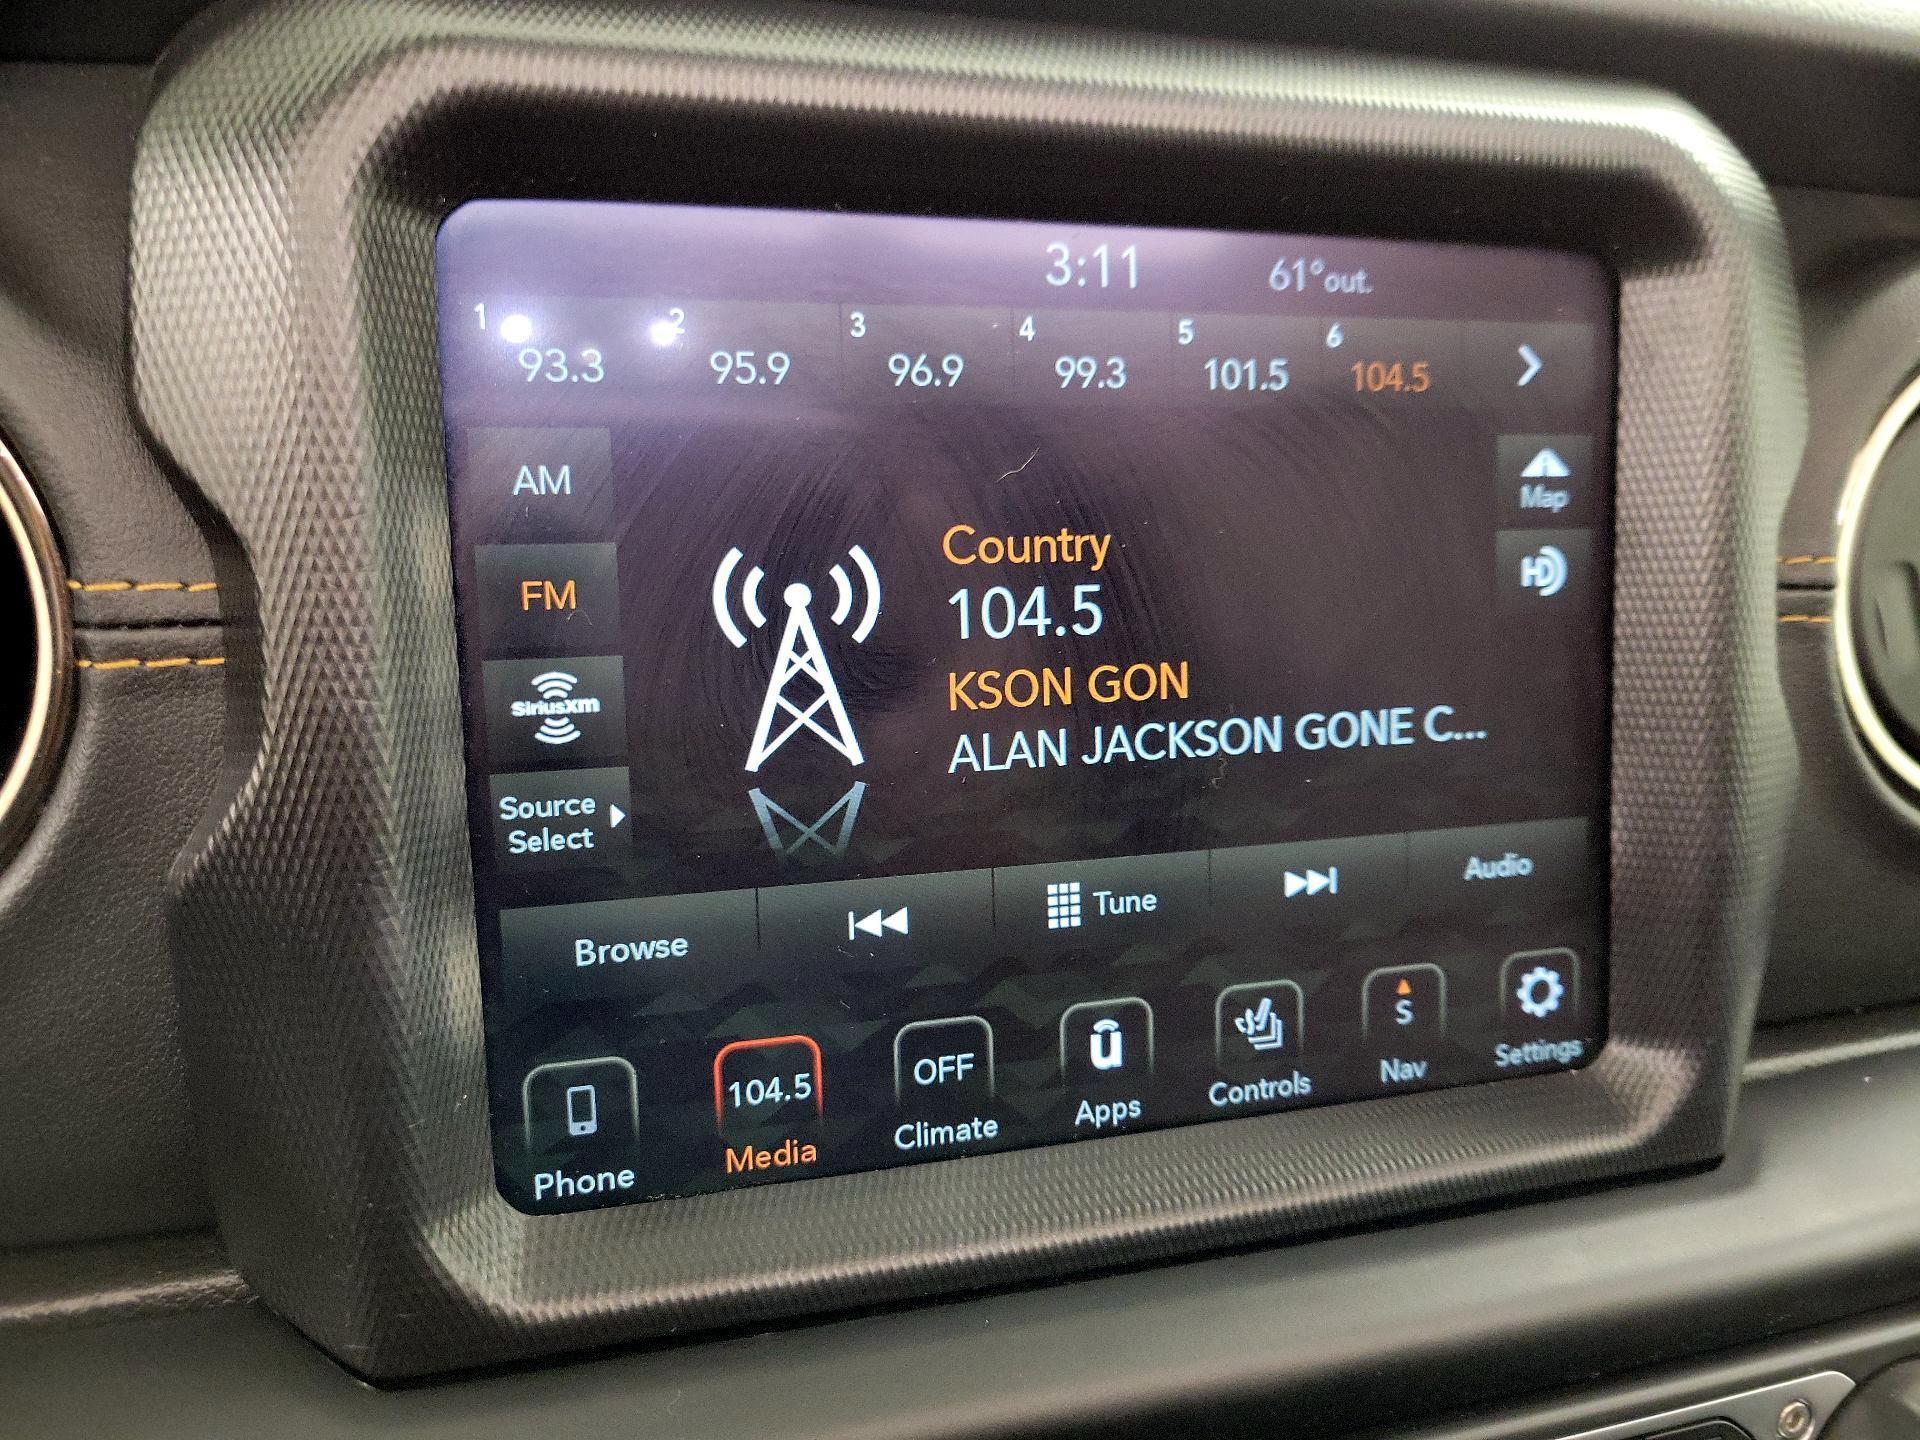 3:11 61°out.
1 2 3 4 5 6
93.3 95.9 96.9 99.3 101.5 104.5
AM
Map
FM
HD
SiriusXm
Source
Select
Country
104.5
KSON GON
ALAN JACKSON GONE C...
Browse Tune Audio
104.5 OFF u S
Phone Media Climate Apps Controls Nav Settings